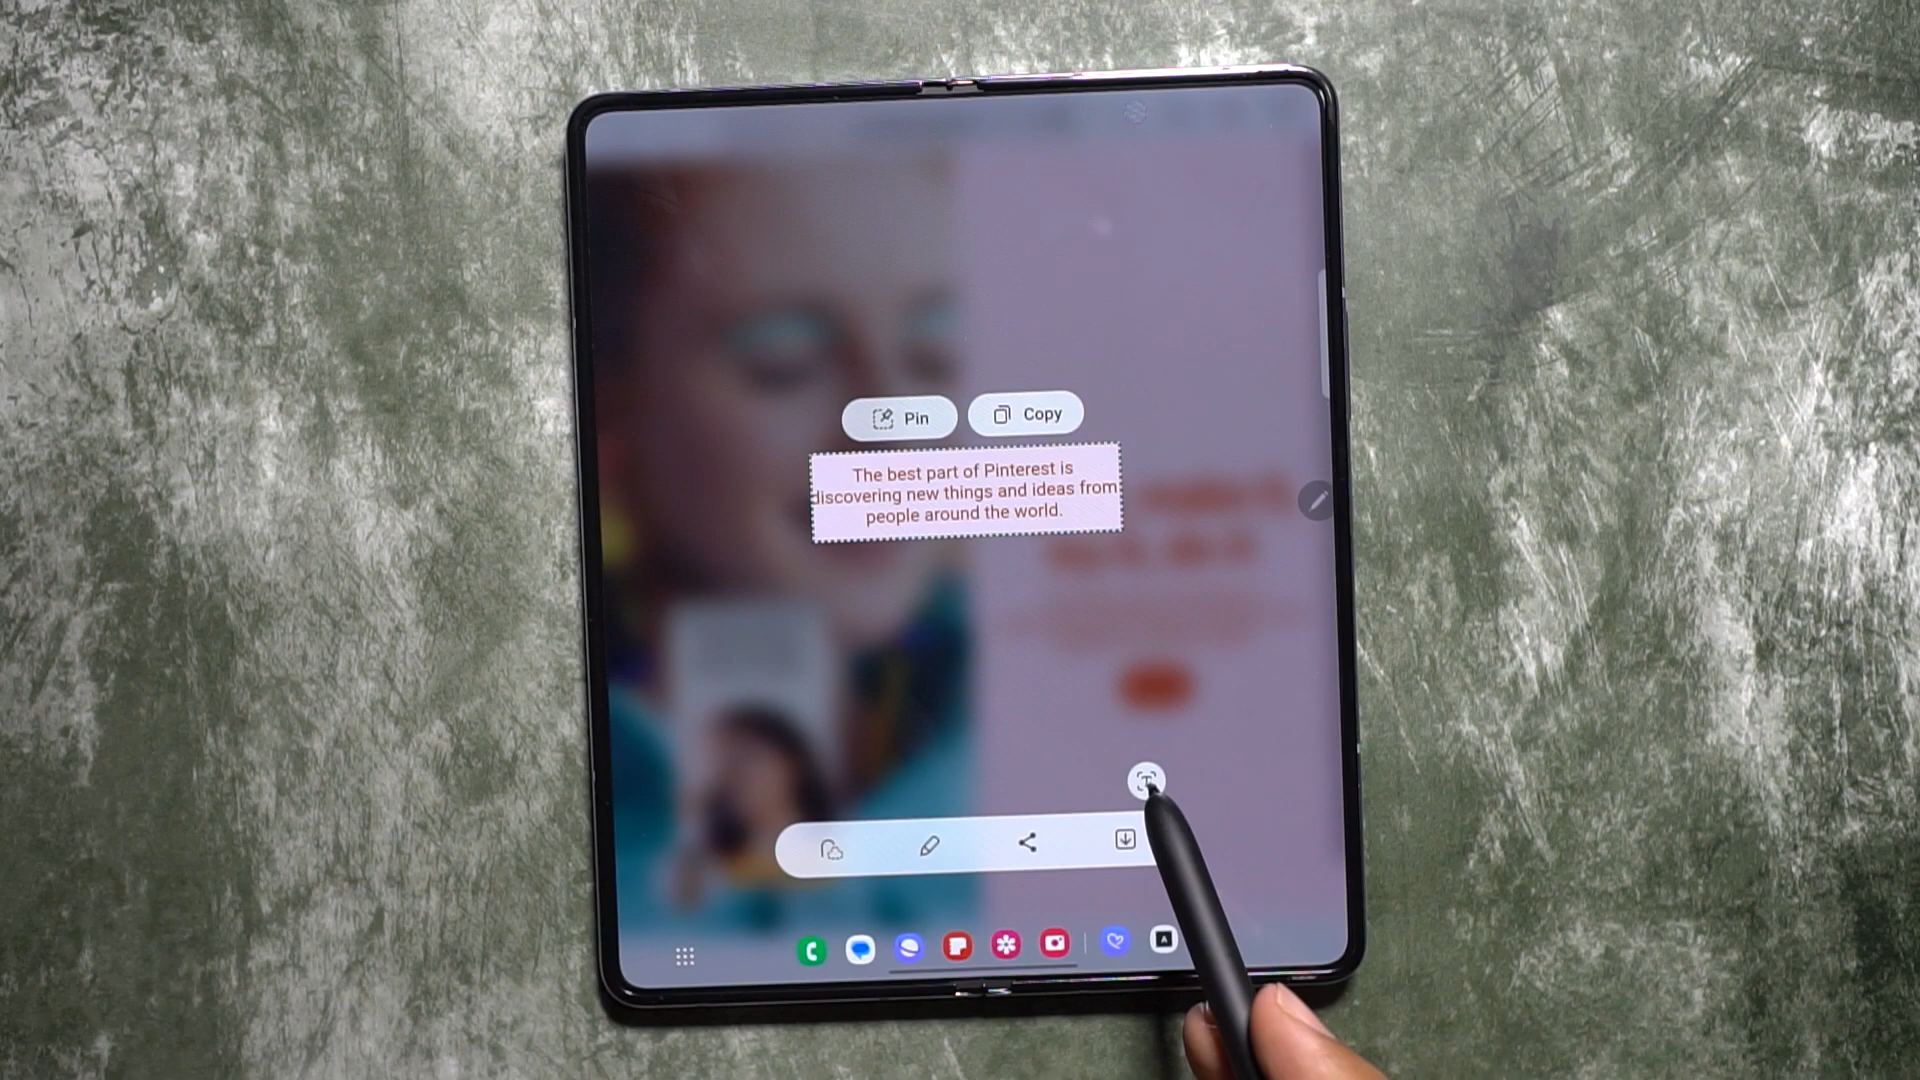 Pin
Copy
The best part of Pinterest is
discovering new things and ideas from
people around the world.
T
A